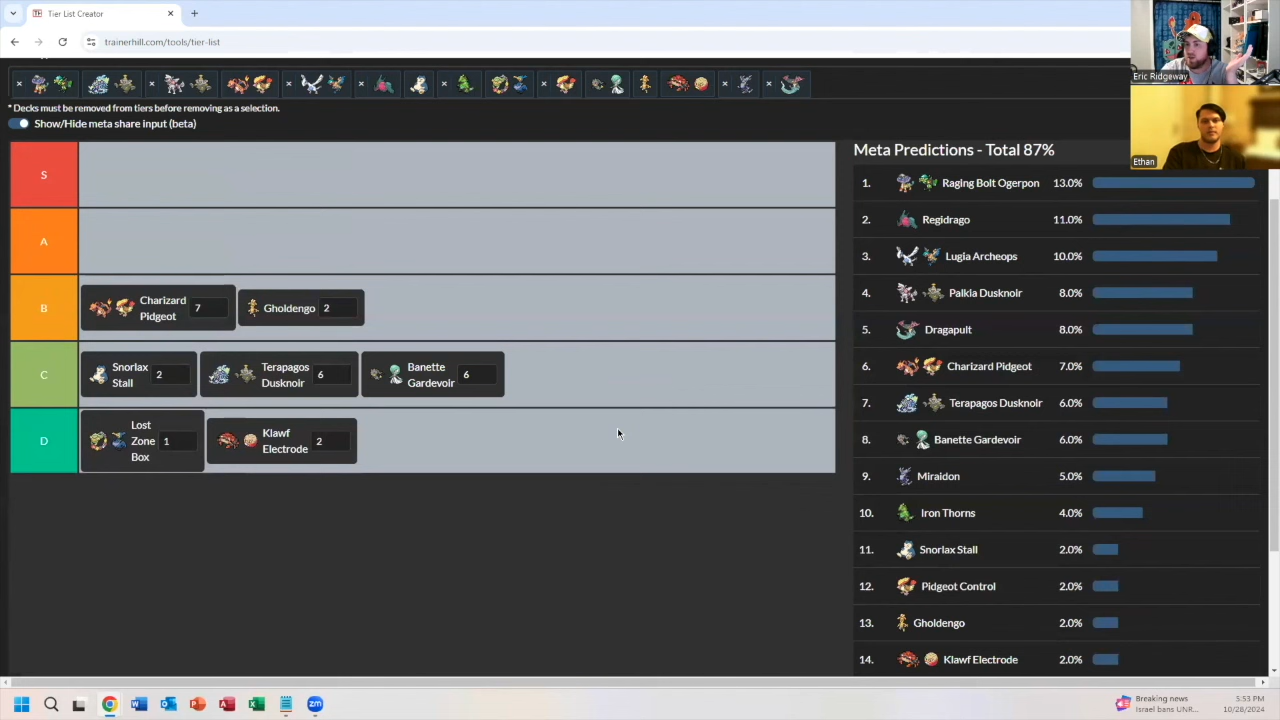 Tier List Creator
trainerhill.com/tools/tier-list
Eric Ridgeway
* Decks must be removed from tiers before removing as a selection.
Show/Hide meta share input (beta)
S
A
B
Charizard
Pidgeot
7
Gholdengo
2
C
Snorlax
Stall
2
Terapagos
Dusknoir
6
Banette
Gardevoir
6
D
Lost
Zone
Box
1
Klawf
Electrode
2
Ethan
Meta Predictions - Total 87%
1. Raging Bolt Ogerpon 13.0%
2. Regidrago 11.0%
3. Lugia Archeops 10.0%
4. Palkia Dusknoir 8.0%
5. Dragapult 8.0%
6. Charizard Pidgeot 7.0%
7. Terapagos Dusknoir 6.0%
8. Banette Gardevoir 6.0%
9. Miraidon 5.0%
10. Iron Thorns 4.0%
11. Snorlax Stall 2.0%
12. Pidgeot Control 2.0%
13. Gholdengo 2.0%
14. Klawf Electrode 2.0%
Breaking news
Israel bans UNR...
5:53 PM
10/28/2024